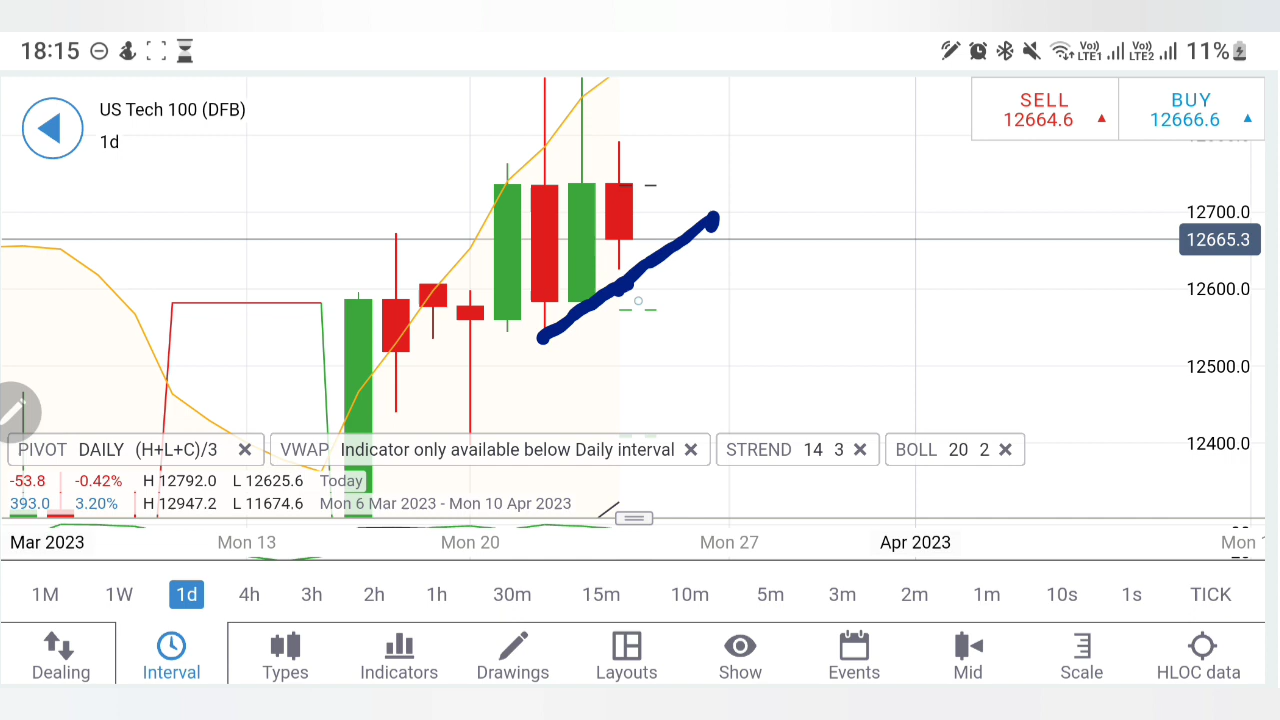 18:15 Vo) LTE1 Vo) LTE2 11%
US Tech 100 (DFB)
1d
SELL
12664.6
BUY
12666.6
12700.0
12665.3
12600.0
12500.0
12400.0
PIVOT DAILY (H+L+C)/3 VWAP Indicator only available below Daily interval STREND 14 3 BOLL 20 2
-53.8 -0.42% H 12792.0 L 12625.6 Today
393.0 3.20% H 12947.2 L 11674.6 Mon 6 Mar 2023 - Mon 10 Apr 2023
Mar 2023 Mon 13 Mon 20 Mon 27 Apr 2023 Mon
1M 1W 1d 4h 3h 2h 1h 30m 15m 10m 5m 3m 2m 1m 10s 1s TICK
Dealing Interval Types Indicators Drawings Layouts Show Events Mid Scale HLOC data